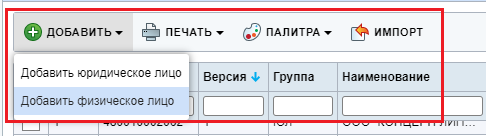 ДОБАВИТЬ ПЕЧАТЬ ПАЛИТРА ИМПОРТ
Добавить юридическое лицо
Версия Группа Наименование
Добавить физическое лицо